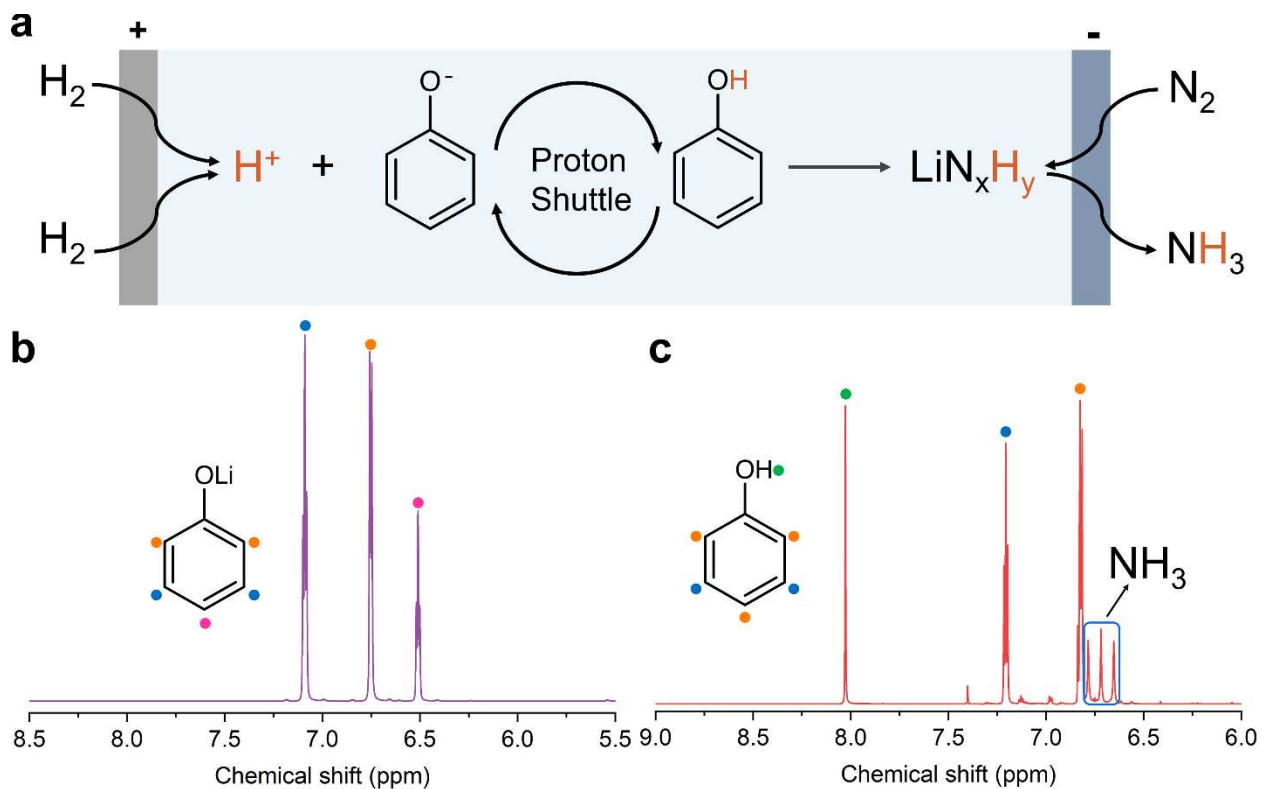 a
+
-
H₂
H₂
H⁺ +
O⁻
Proton
Shuttle
OH
LiNₓHᵧ
N₂
NH₃
b
OLi
8.5 8.0 7.5 7.0 6.5 6.0 5.5
Chemical shift (ppm)
c
OH
NH₃
9.0 8.5 8.0 7.5 7.0 6.5 6.0
Chemical shift (ppm)